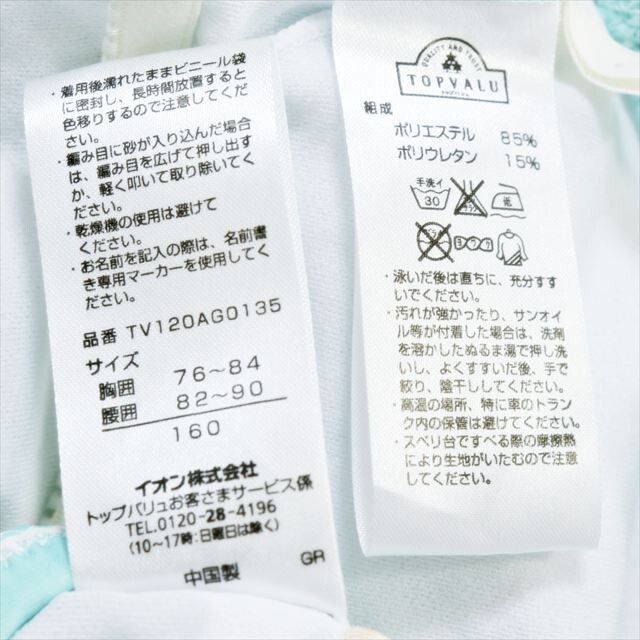 ・着用後濡れたままビニール袋
に密封し、長時間放置すると
色移りするので注意してくだ
さい。
・編み目に砂が入り込んだ場合
は、編み目を広げて押し出す
か、軽く叩いて取り除いてく
ださい。
・乾燥機の使用は避けて
ください。
・お名前を記入の際は、名前書
き専用マーカーを使用してく
ださい。
品番 TV120AG0135
サイズ
胸囲 76~84
腰囲 82~90
160
イオン株式会社
トップバリュお客さまサービス係
TEL.0120-28-4196
(10~17時:日曜日は除く)
GR
中国製
QUALITY AND
TOPVALU
組成
ポリエステル 85%
ポリウレタン 15%
手洗イ
30
低
ヨワク
・泳いだ後は直ちに、充分すす
いでください。
・汚れが強かったり、サンオイ
ル等が付着した場合は、洗剤
を溶かしたぬるま湯で押し洗
いし、よくすすいだ後、手で
絞り、陰干ししてください。
・高温の場所、特に車のトラン
ク内の保管は避けてください。
・スベリ台ですべる際の摩擦熱
により生地がいたむので注意
してください。